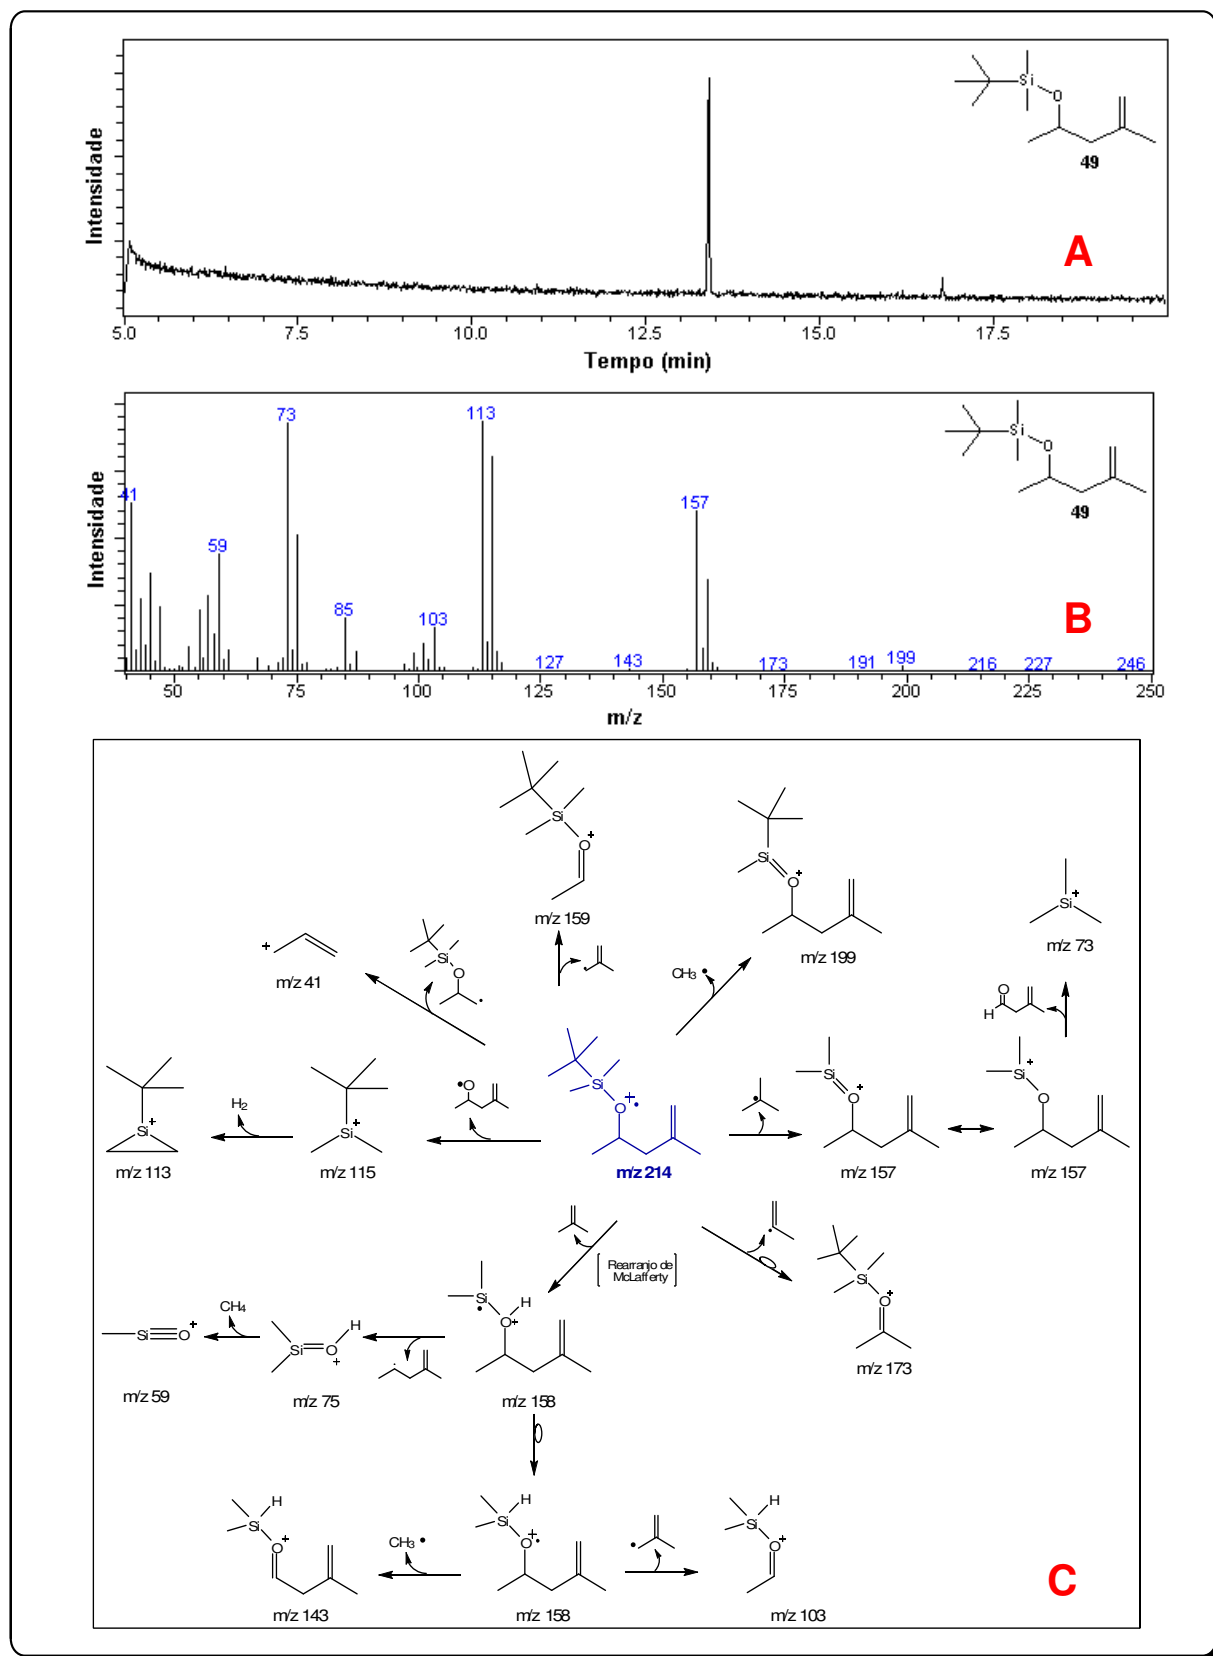 Intensidade
Si
O
49
A
5.0 7.5 10.0 12.5 15.0 17.5
Tempo (min)
Intensidade
41 59 73 85 103 113 127 143 157 173 191 199 216 227 246
Si
O
49
B
50 75 100 125 150 175 200 225 250
m/z
Si
O
+
m/z 159
Si
O
+
m/z 199
Si
+
m/z 73
+
m/z 41
Si
O
•
•
CH3 •
O
H
Si
+
m/z 113
H2
Si
+
m/z 115
•O
Si
O
+•
m/z 214
•
Si
O
+
m/z 157
Si
+
O
m/z 157
[Rearranjo de
McLafferty]
•
Si
O
+
m/z 173
Si
•
H
O+
m/z 158
•
Si
O
H
+
m/z 75
CH4
Si
O
+
m/z 59
Si
H
O
+
m/z 143
CH3 •
Si
H
O
+•
m/z 158
•
Si
H
O
+
m/z 103
C